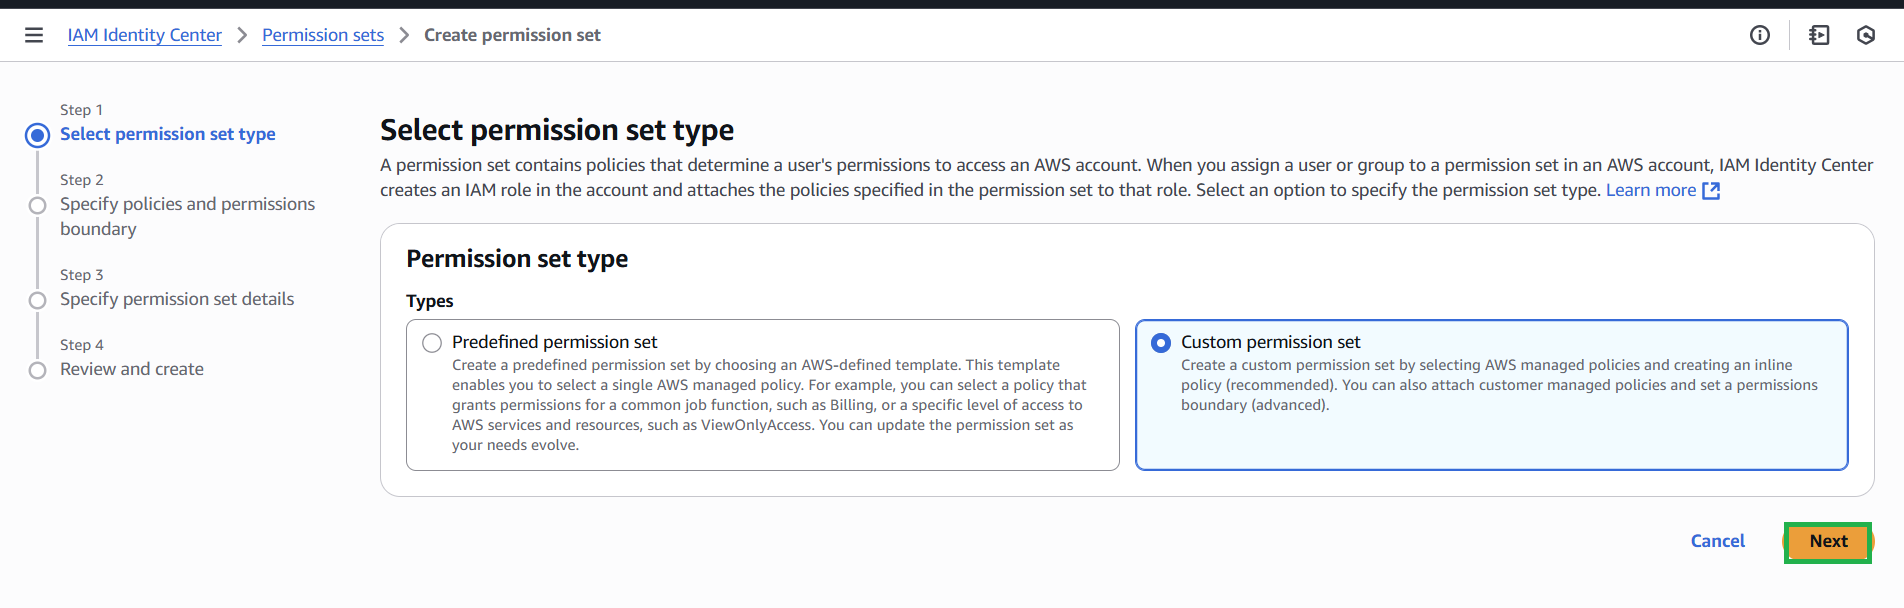 IAM Identity Center > Permission sets > Create permission set
Step 1
Select permission set type
Step 2
Specify policies and permissions
boundary
Step 3
Specify permission set details
Step 4
Review and create
Select permission set type
A permission set contains policies that determine a user's permissions to access an AWS account. When you assign a user or group to a permission set in an AWS account, IAM Identity Center
creates an IAM role in the account and attaches the policies specified in the permission set to that role. Select an option to specify the permission set type. Learn more
Permission set type
Types
Predefined permission set
Create a predefined permission set by choosing an AWS-defined template. This template
enables you to select a single AWS managed policy. For example, you can select a policy that
grants permissions for a common job function, such as Billing, or a specific level of access to
AWS services and resources, such as ViewOnlyAccess. You can update the permission set as
your needs evolve.
Custom permission set
Create a custom permission set by selecting AWS managed policies and creating an inline
policy (recommended). You can also attach customer managed policies and set a permissions
boundary (advanced).
Cancel
Next